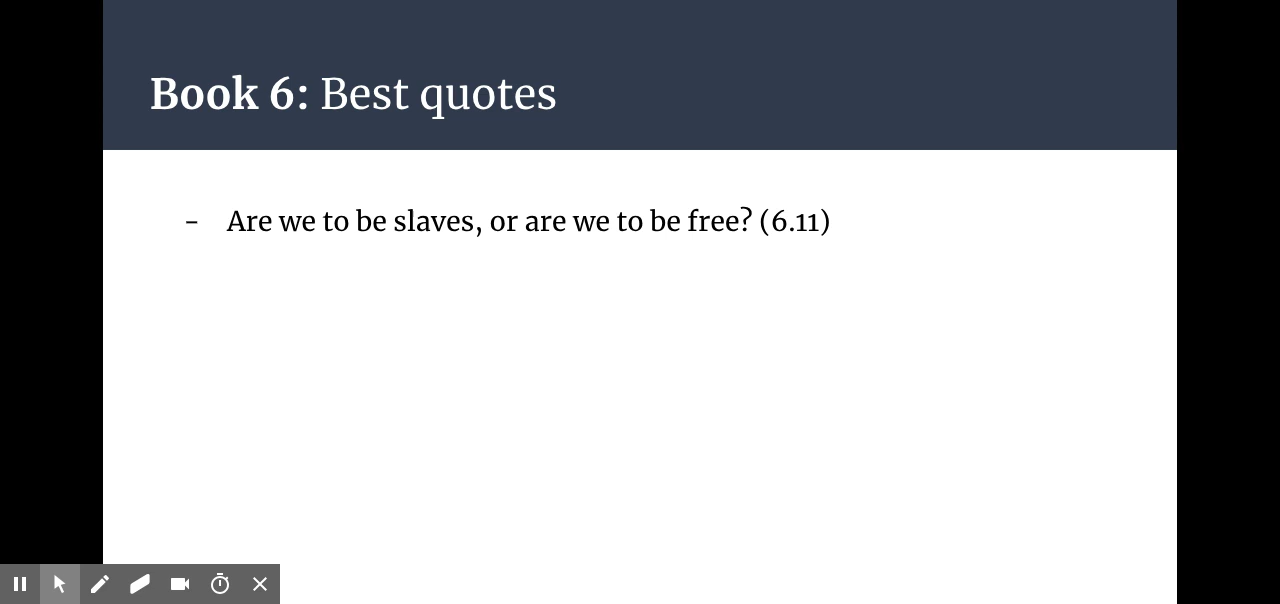 Book 6: Best quotes
- Are we to be slaves, or are we to be free? (6.11)